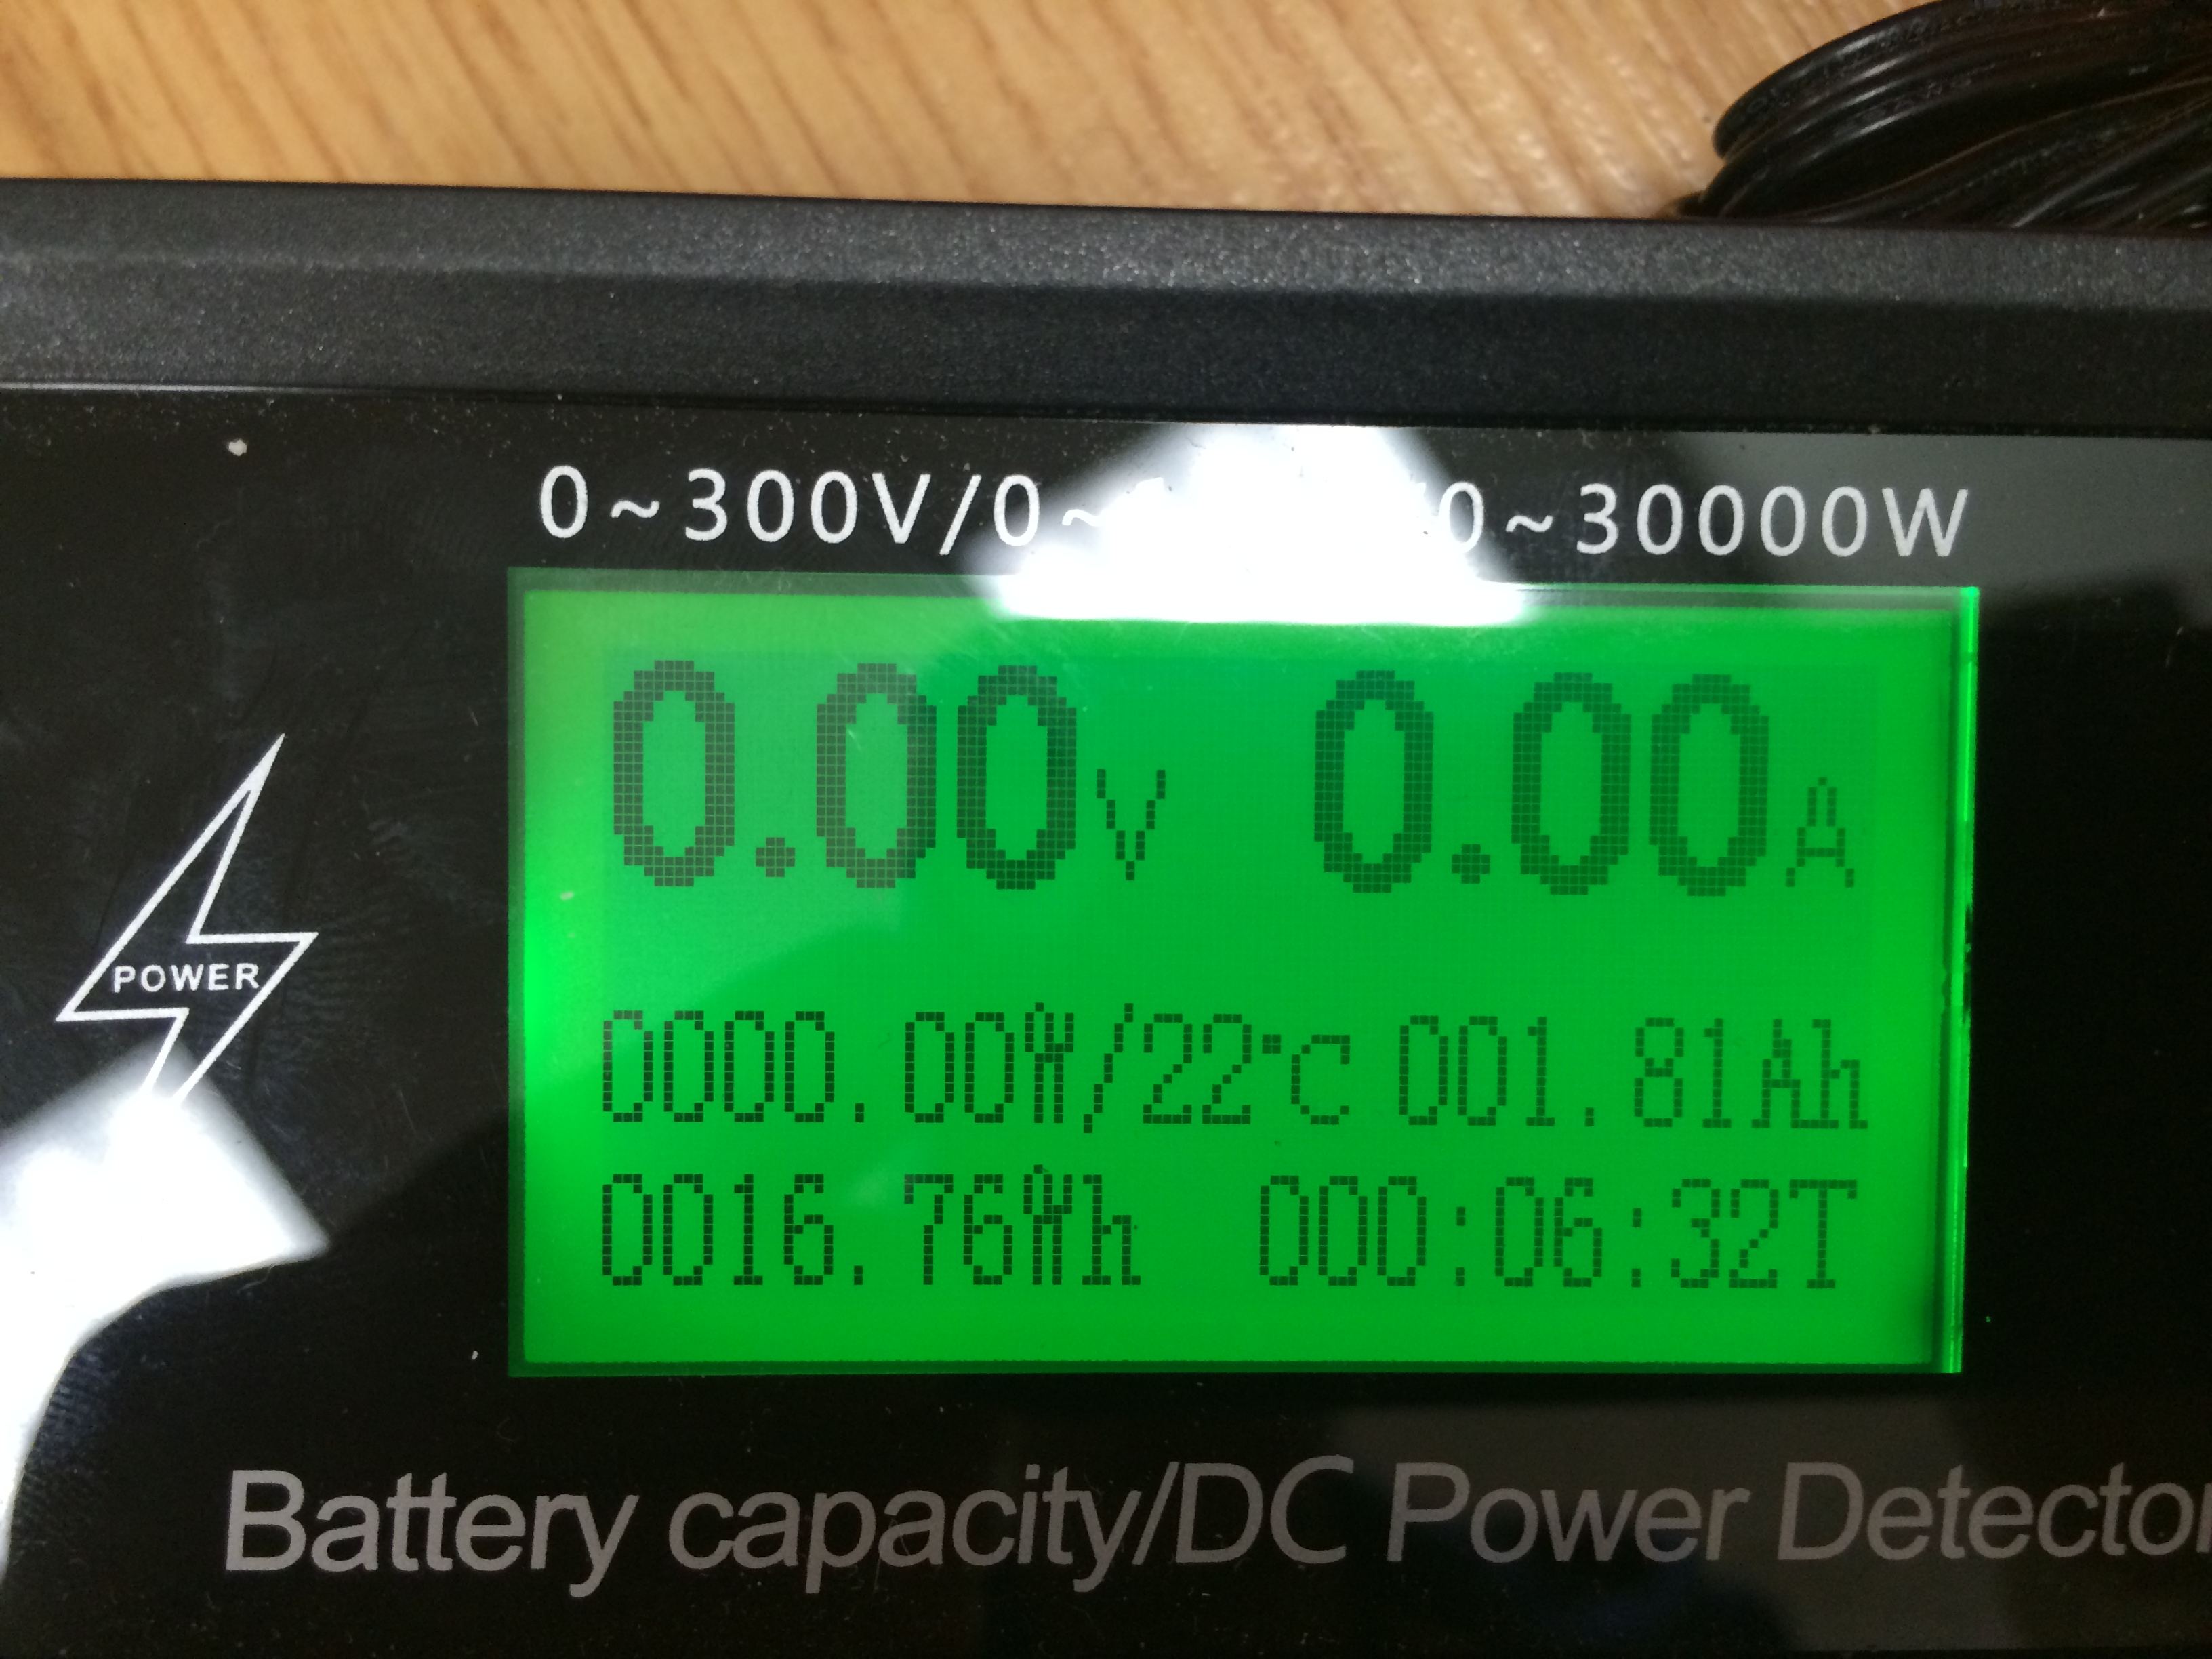 0~300V/0~ 0~30000W
0.00V 0.00A
0000.00W/22°C 001.81Ah
0016.76Wh 000:06:32T
POWER
Battery capacity/DC Power Detector